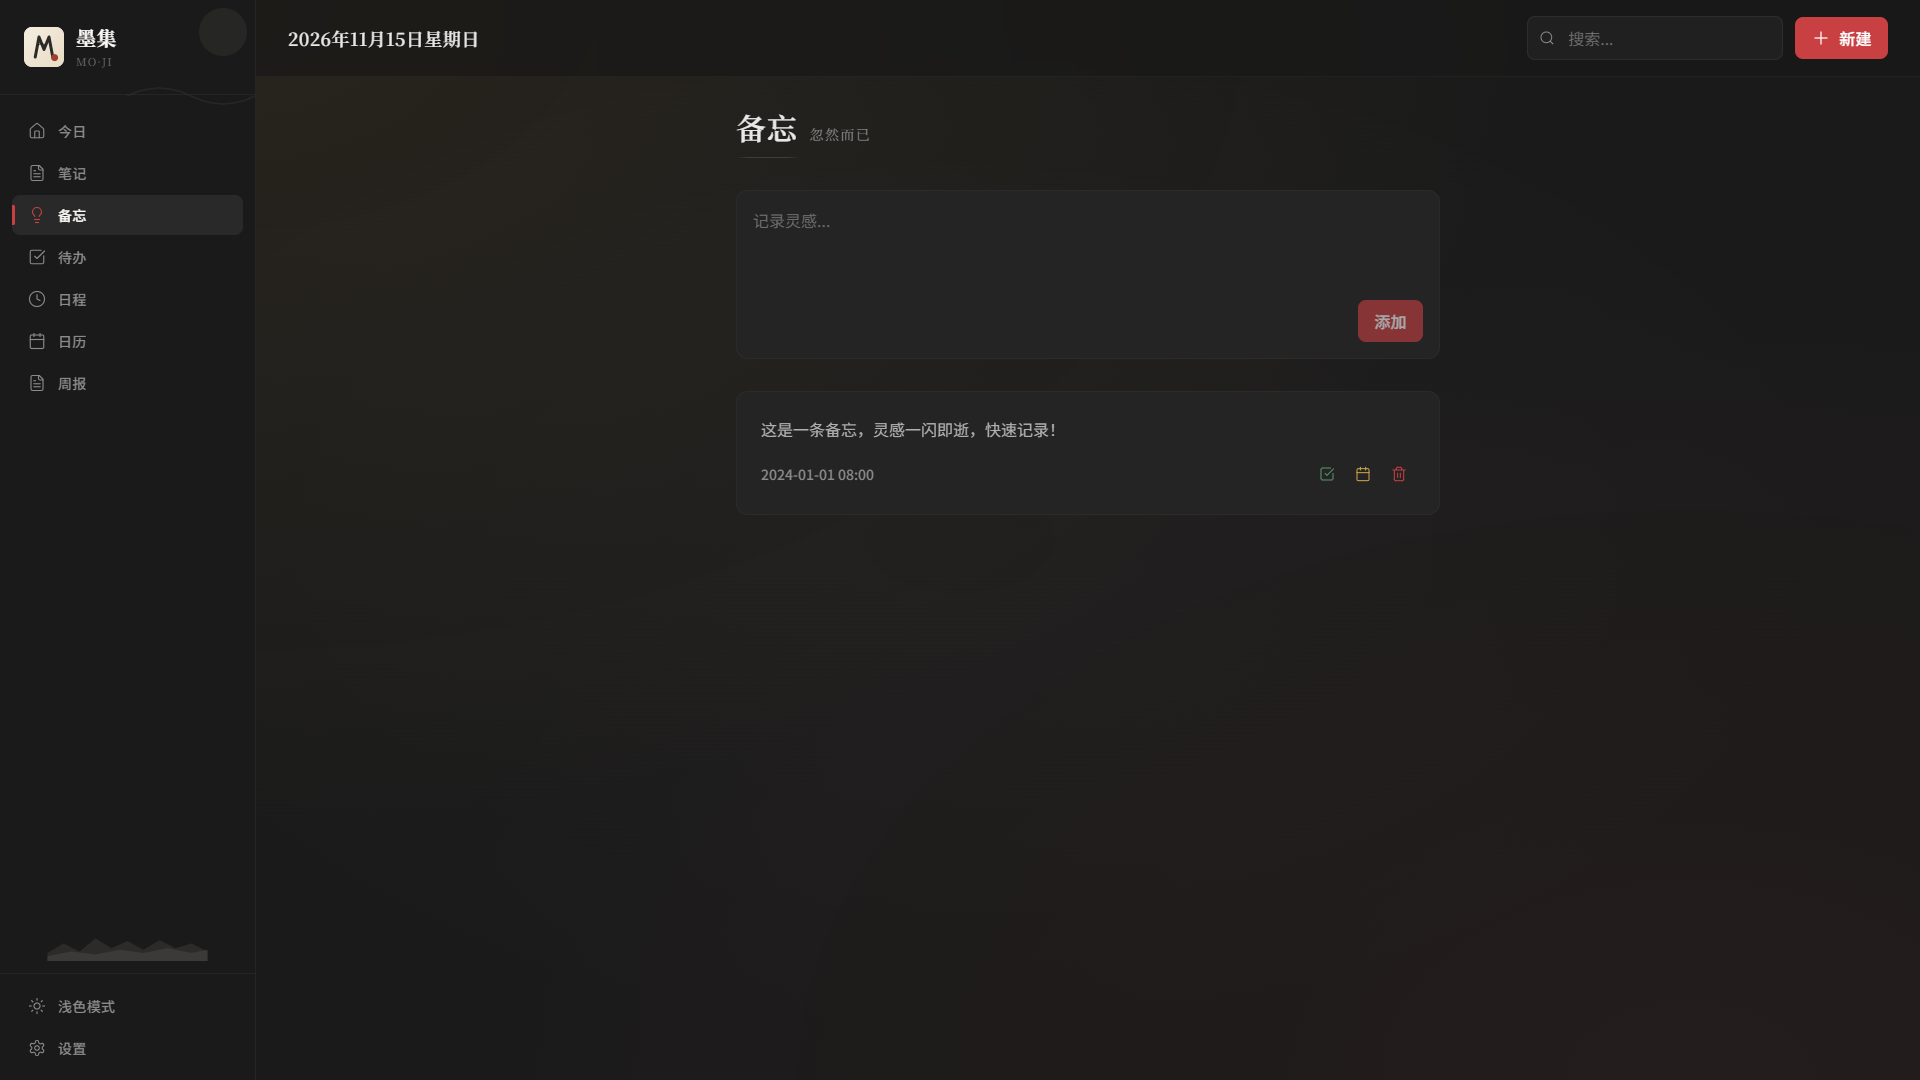 墨集
MO·JI
今日
笔记
备忘
待办
日程
日历
周报
浅色模式
设置
2026年11月15日星期日
搜索...
新建
备忘 忽然而已
记录灵感...
添加
这是一条备忘，灵感一闪即逝，快速记录！
2024-01-01 08:00